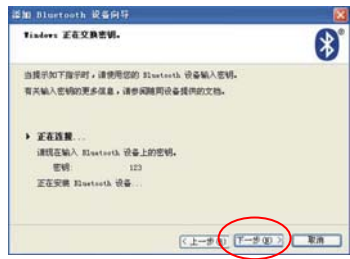 添加 Bluetooth 设备向导
Windows 正在交换密钥。
当提示如下指示时，请使用您的 Bluetooth 设备输入密钥。
有关输入密钥的更多信息，请参阅随同设备提供的文档。
正在连接...
请现在输入 Bluetooth 设备上的密钥。
密钥: 123
正在安装 Bluetooth 设备...
<上一步(B) 下一步(N)> 取消